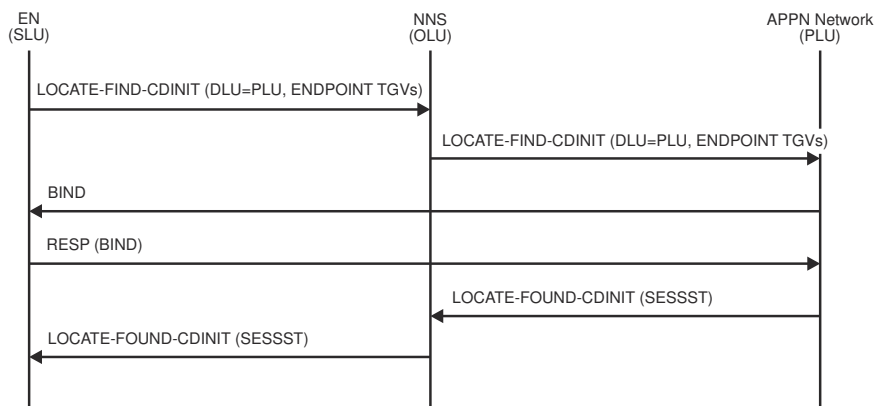 EN
(SLU)
NNS
(OLU)
APPN Network
(PLU)
LOCATE-FIND-CDINIT (DLU=PLU, ENDPOINT TGVs)
LOCATE-FIND-CDINIT (DLU=PLU, ENDPOINT TGVs)
BIND
RESP (BIND)
LOCATE-FOUND-CDINIT (SESSST)
LOCATE-FOUND-CDINIT (SESSST)